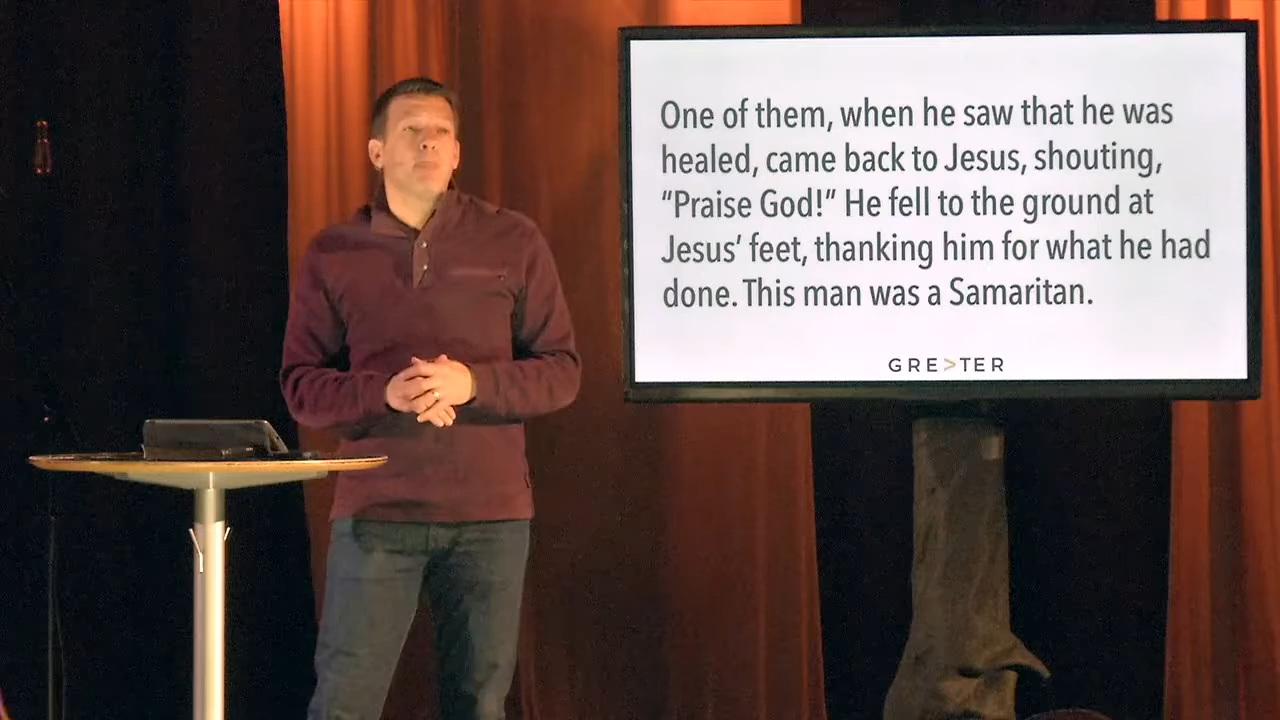 One of them, when he saw that he was
healed, came back to Jesus, shouting,
“Praise God!” He fell to the ground at
Jesus’ feet, thanking him for what he had
done. This man was a Samaritan.
GRE>TER